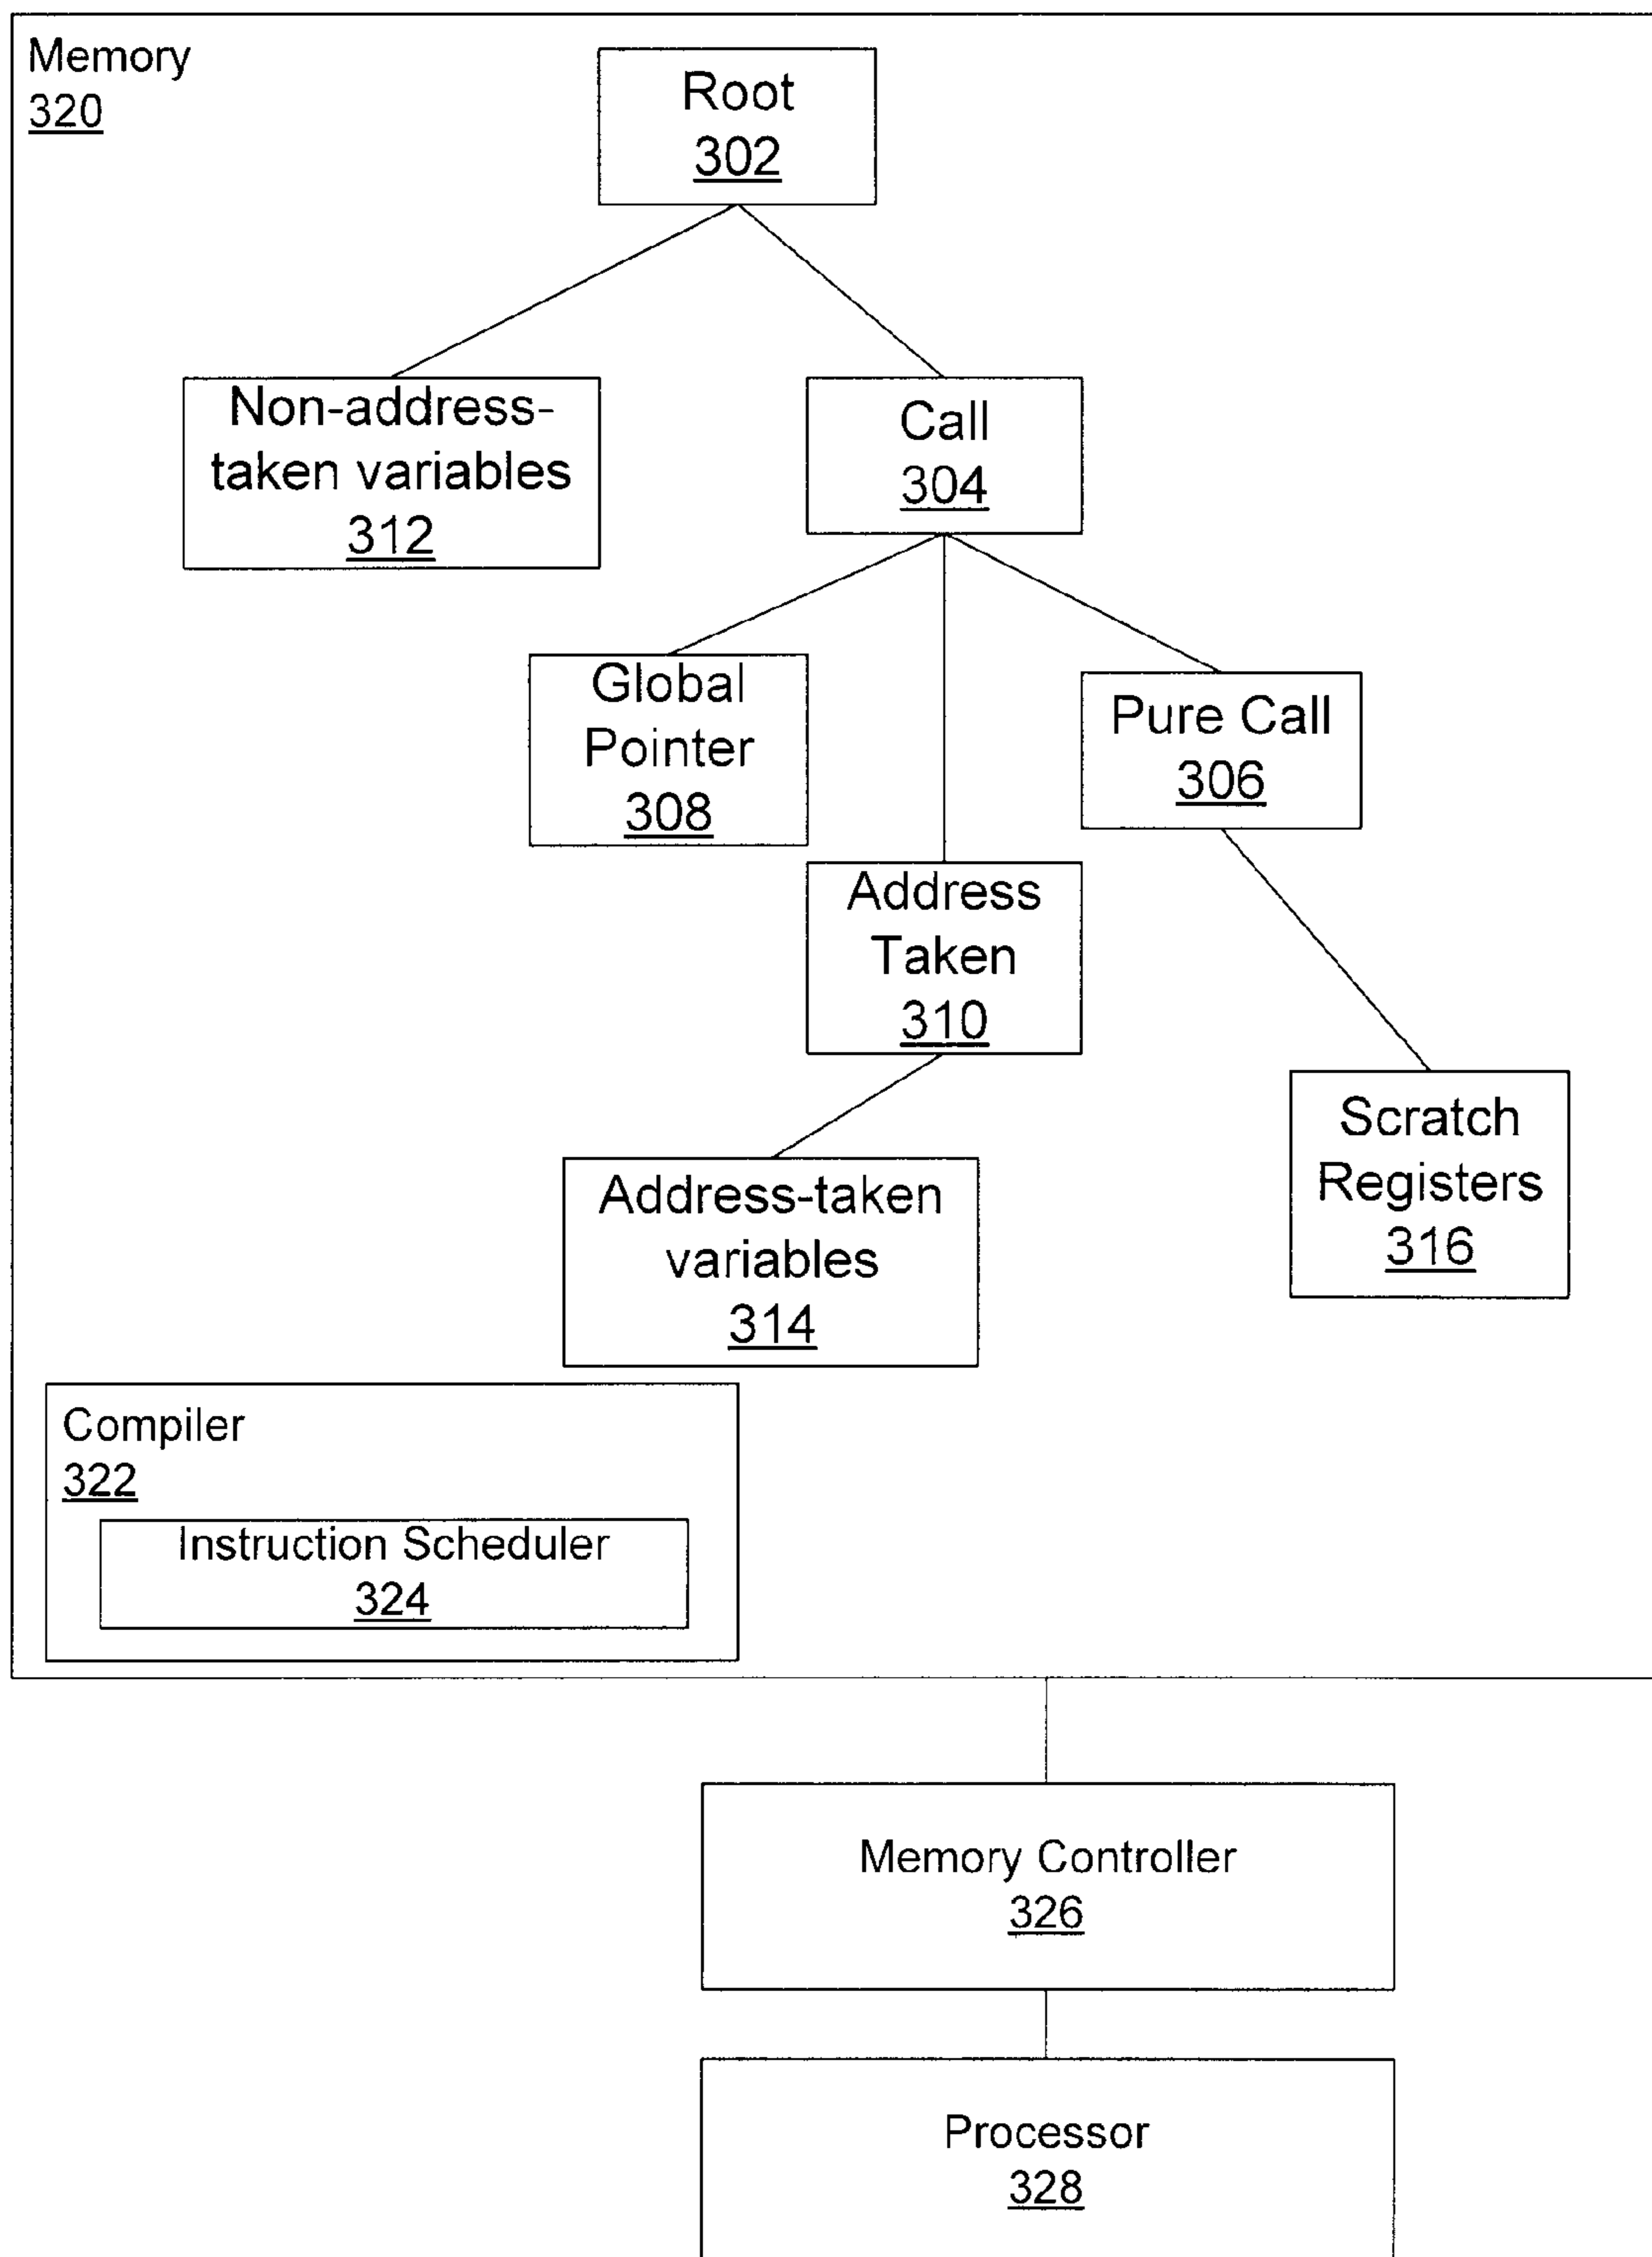 Memory
320
Root
302
Non-address-
taken variables
312
Call
304
Global
Pointer
308
Pure Call
306
Address
Taken
310
Address-taken
variables
314
Scratch
Registers
316
Compiler
322
Instruction Scheduler
324
Memory Controller
326
Processor
328